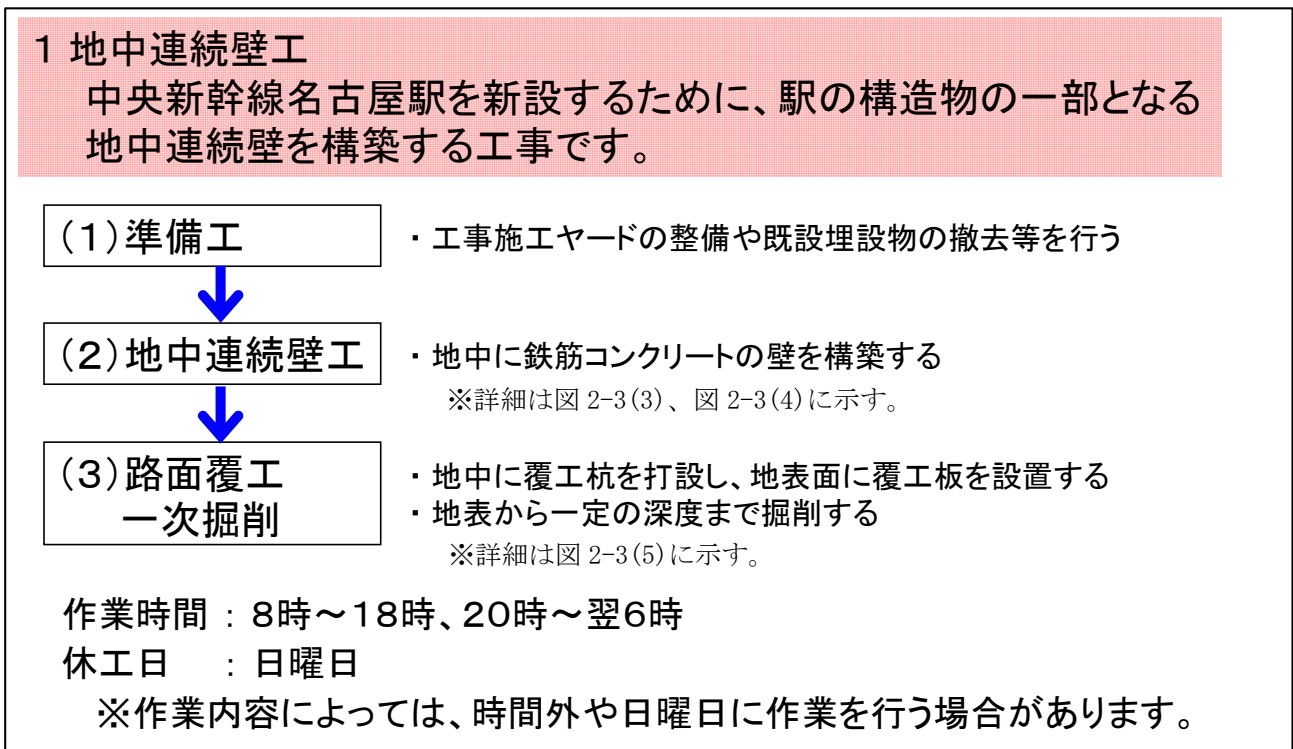 1 地中連続壁工
中央新幹線名古屋駅を新設するために、駅の構造物の一部となる
地中連続壁を構築する工事です。
(1)準備工
・工事施工ヤードの整備や既設埋設物の撤去等を行う
(2)地中連続壁工
・地中に鉄筋コンクリートの壁を構築する
※詳細は図 2-3(3)、図 2-3(4)に示す。
(3)路面覆工
一次掘削
・地中に覆工杭を打設し、地表面に覆工板を設置する
・地表から一定の深度まで掘削する
※詳細は図 2-3(5)に示す。
作業時間 : 8時~18時、20時~翌6時
休工日 : 日曜日
※作業内容によっては、時間外や日曜日に作業を行う場合があります。